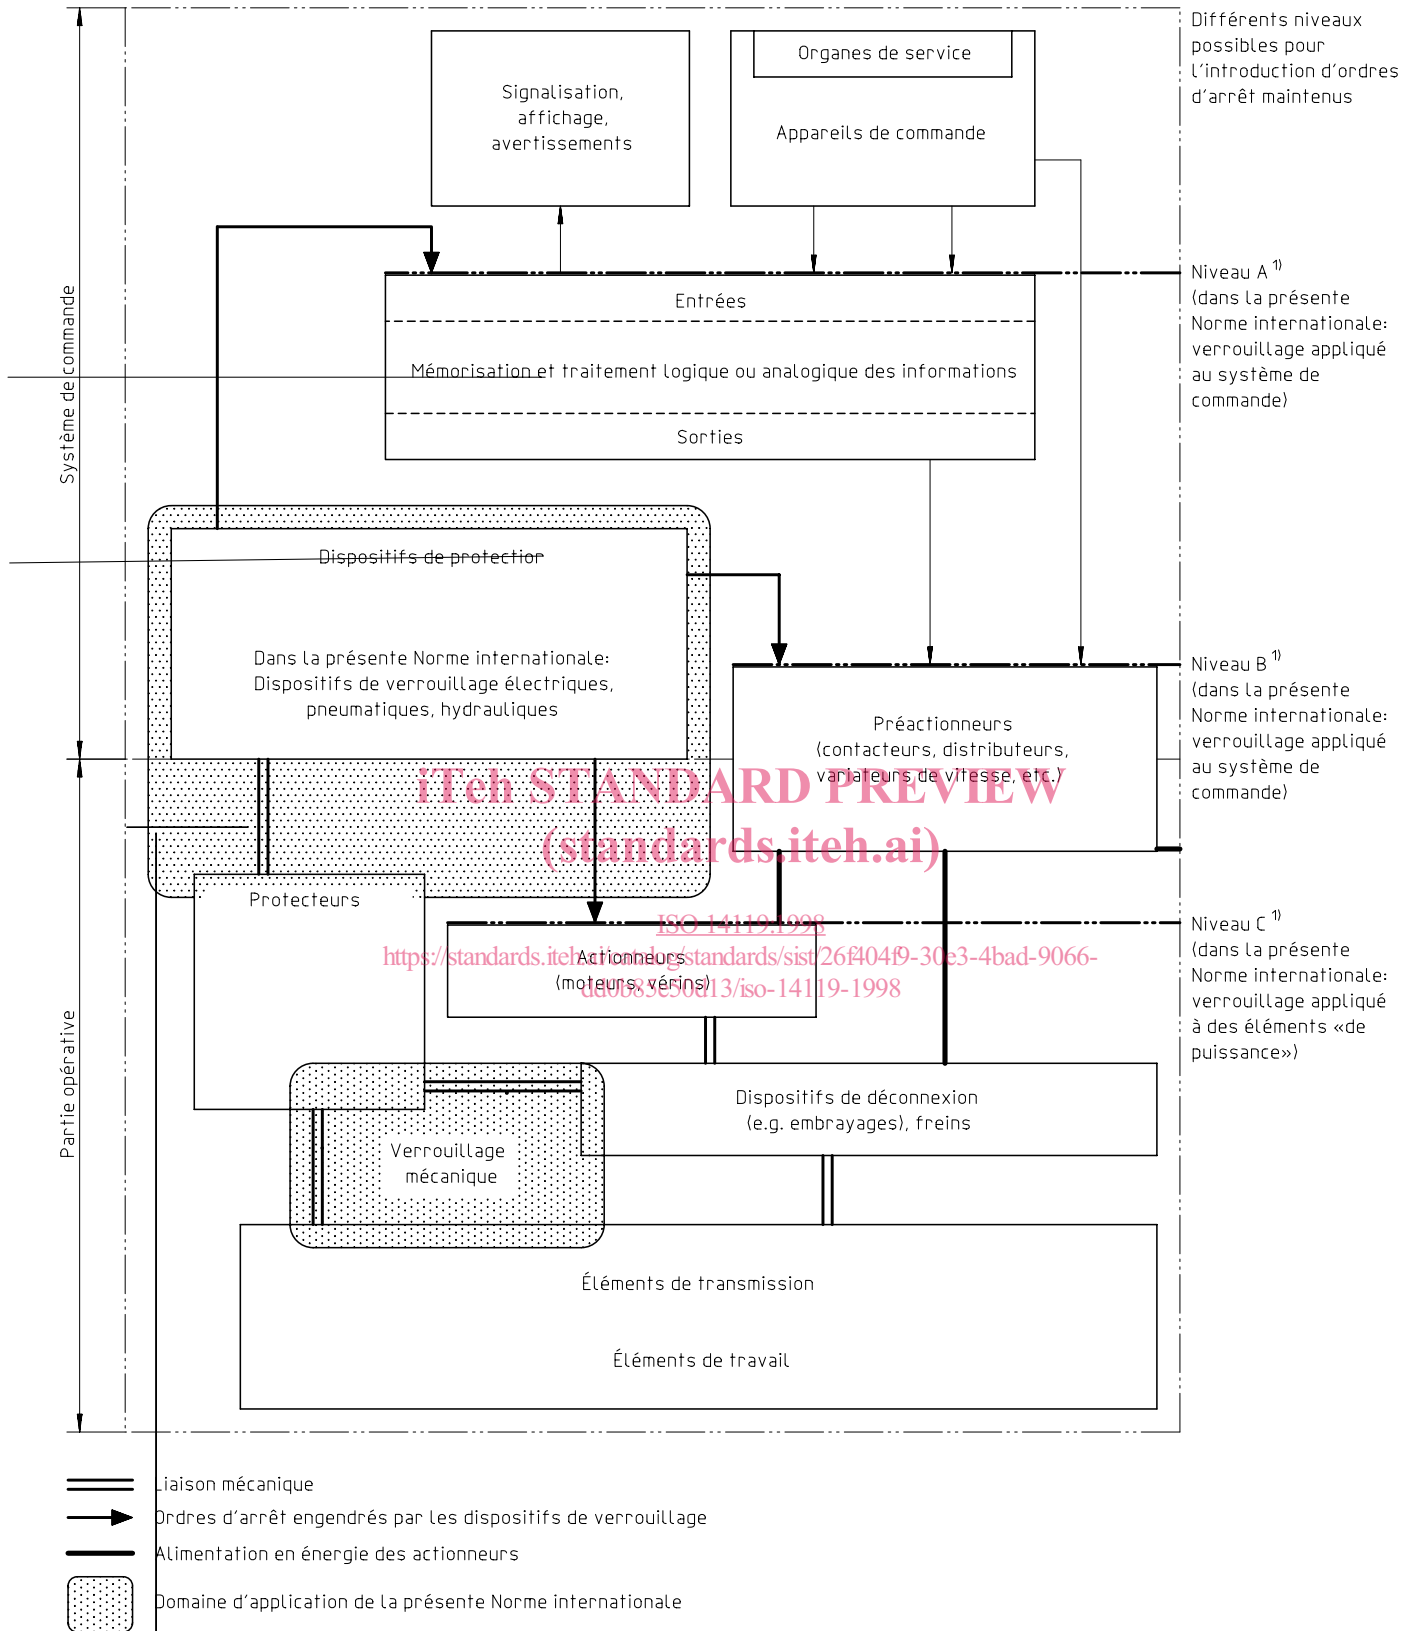 Différents niveaux
possibles pour
l'introduction d'ordres
d'arrêt maintenus
Organes de service
Signalisation,
affichage,
avertissements
Appareils de commande
Niveau A 1)
(dans la présente
Norme internationale:
verrouillage appliqué
au système de
commande)
Entrées
Mémorisation et traitement logique ou analogique des informations
Sorties
Système de commande
Dispositifs de protection
Dans la présente Norme internationale:
Dispositifs de verrouillage électriques,
pneumatiques, hydrauliques
Niveau B 1)
(dans la présente
Norme internationale:
verrouillage appliqué
au système de
commande)
Préactionneurs
(contacteurs, distributeurs,
variateurs de vitesse, etc.)
iTeh STANDARD PREVIEW
(standards.iteh.ai)
Protecteurs
ISO 14119:1998
https://standards.iteh.ai/catalog/standards/sist/26f404f9-30e3-4bad-9066-
dd0b85e50d13/iso-14119-1998
Actionneurs
(moteurs, vérins)
Niveau C 1)
(dans la présente
Norme internationale:
verrouillage appliqué
à des éléments «de
puissance»)
Partie opérative
Dispositifs de déconnexion
(e.g. embrayages), freins
Verrouillage
mécanique
Éléments de transmission
Éléments de travail
Liaison mécanique
Ordres d'arrêt engendrés par les dispositifs de verrouillage
Alimentation en énergie des actionneurs
Domaine d'application de la présente Norme internationale